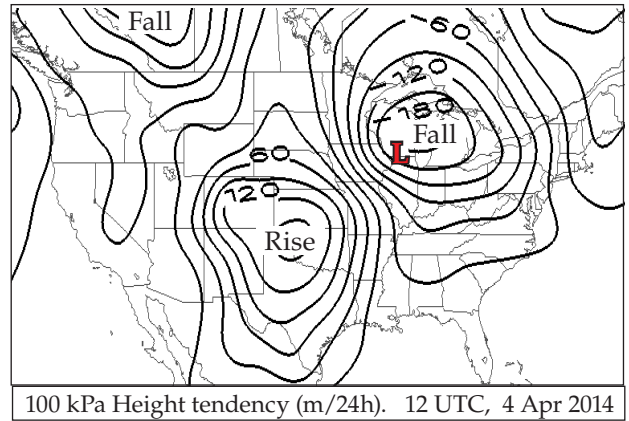 Fall
-60
-120
-180
Fall
L
60
120
Rise
100 kPa Height tendency (m/24h). 12 UTC, 4 Apr 2014